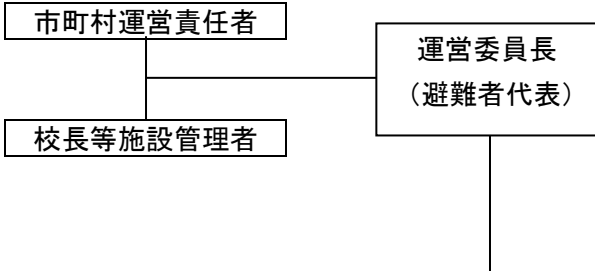 市町村運営責任者
運営委員長
（避難者代表）
校長等施設管理者